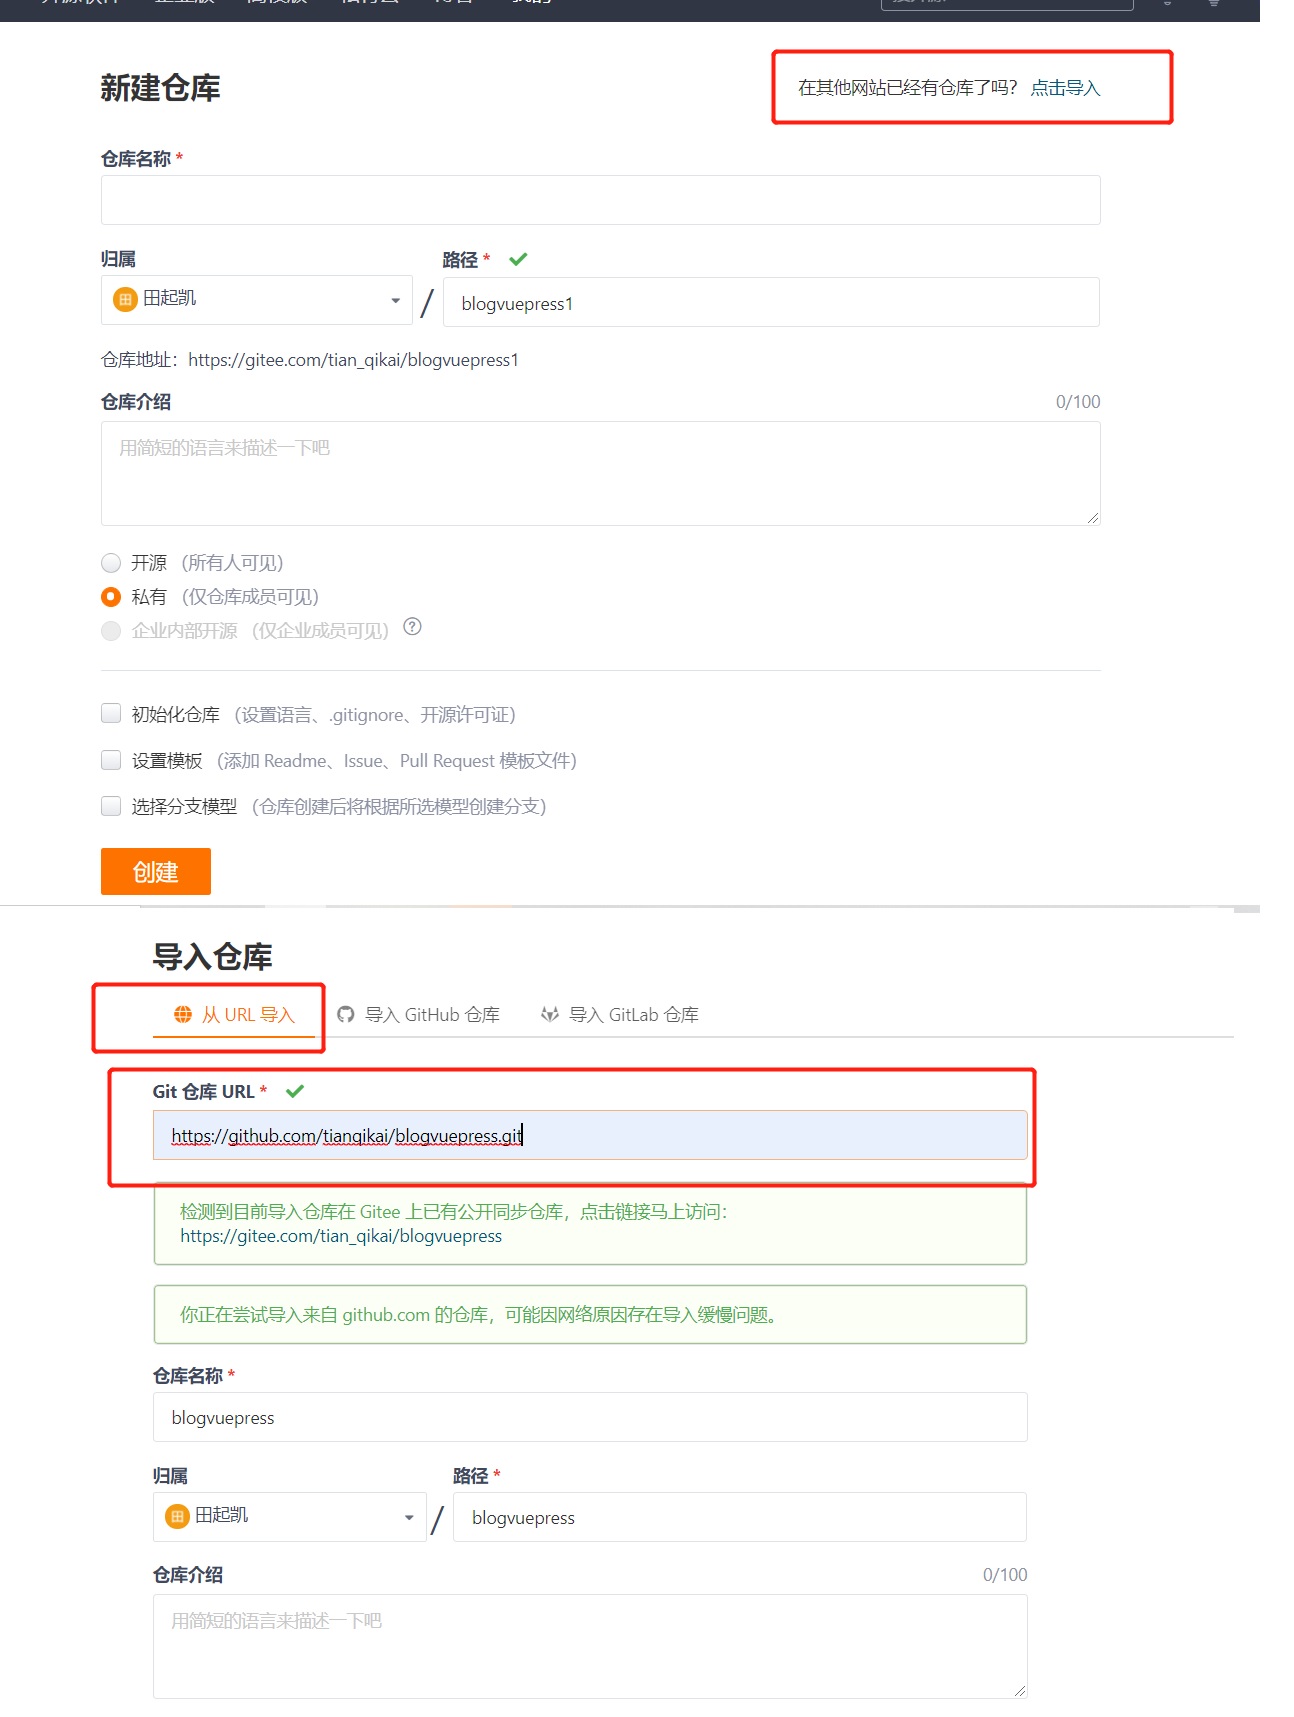 新建仓库
在其他网站已经有仓库了吗？ 点击导入
仓库名称 *
归属
路径 *
田起凯
/
blogvuepress1
仓库地址：https://gitee.com/tian_qikai/blogvuepress1
仓库介绍
0/100
用简短的语言来描述一下吧
开源 （所有人可见）
私有 （仅仓库成员可见）
企业内部开源 （仅企业成员可见） ?
初始化仓库 （设置语言、.gitignore、开源许可证）
设置模板 （添加 Readme、Issue、Pull Request 模板文件）
选择分支模型 （仓库创建后将根据所选模型创建分支）
创建
导入仓库
从 URL 导入 导入 GitHub 仓库 导入 GitLab 仓库
Git 仓库 URL *
https://github.com/tianqikai/blogvuepress.git
检测到目前导入仓库在 Gitee 上已有公开同步仓库，点击链接马上访问：
https://gitee.com/tian_qikai/blogvuepress
你正在尝试导入来自 github.com 的仓库，可能因网络原因存在导入缓慢问题。
仓库名称 *
blogvuepress
归属
路径 *
田起凯
/
blogvuepress
仓库介绍
0/100
用简短的语言来描述一下吧